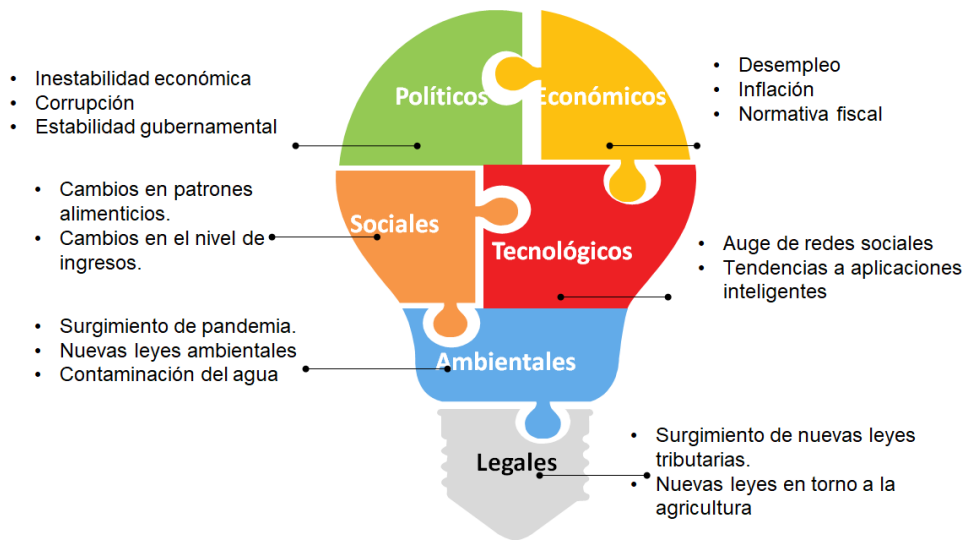 Políticos
• Inestabilidad económica
• Corrupción
• Estabilidad gubernamental
Económicos
• Desempleo
• Inflación
• Normativa fiscal
Sociales
• Cambios en patrones
alimenticios.
• Cambios en el nivel de
ingresos.
Tecnológicos
• Auge de redes sociales
• Tendencias a aplicaciones
inteligentes
Ambientales
• Surgimiento de pandemia.
• Nuevas leyes ambientales
• Contaminación del agua
Legales
• Surgimiento de nuevas leyes
tributarias.
• Nuevas leyes en torno a la
agricultura